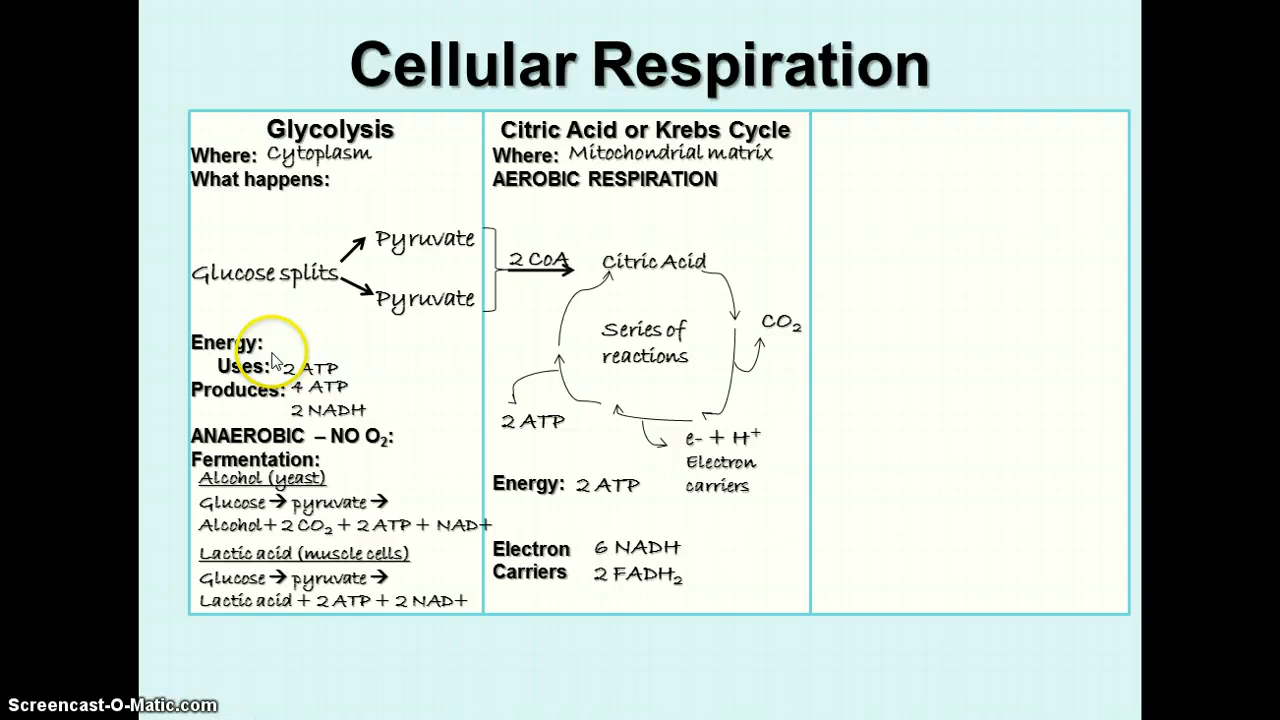 Cellular Respiration
Glycolysis
Where: Cytoplasm
What happens:
Glucose splits
Pyruvate
Pyruvate
Energy:
Uses: 2 ATP
Produces: 4 ATP
2 NADH
ANAEROBIC – NO O₂:
Fermentation:
Alcohol (yeast)
Glucose → pyruvate →
Alcohol + 2 CO₂ + 2 ATP + NAD+
Lactic acid (muscle cells)
Glucose → pyruvate →
Lactic acid + 2 ATP + 2 NAD+
Citric Acid or Krebs Cycle
Where: Mitochondrial matrix
AEROBIC RESPIRATION
2 CoA
Citric Acid
CO₂
Series of
reactions
2 ATP
e- + H⁺
Electron
carriers
Energy: 2 ATP
Electron 6 NADH
Carriers 2 FADH₂
Screencast-O-Matic.com